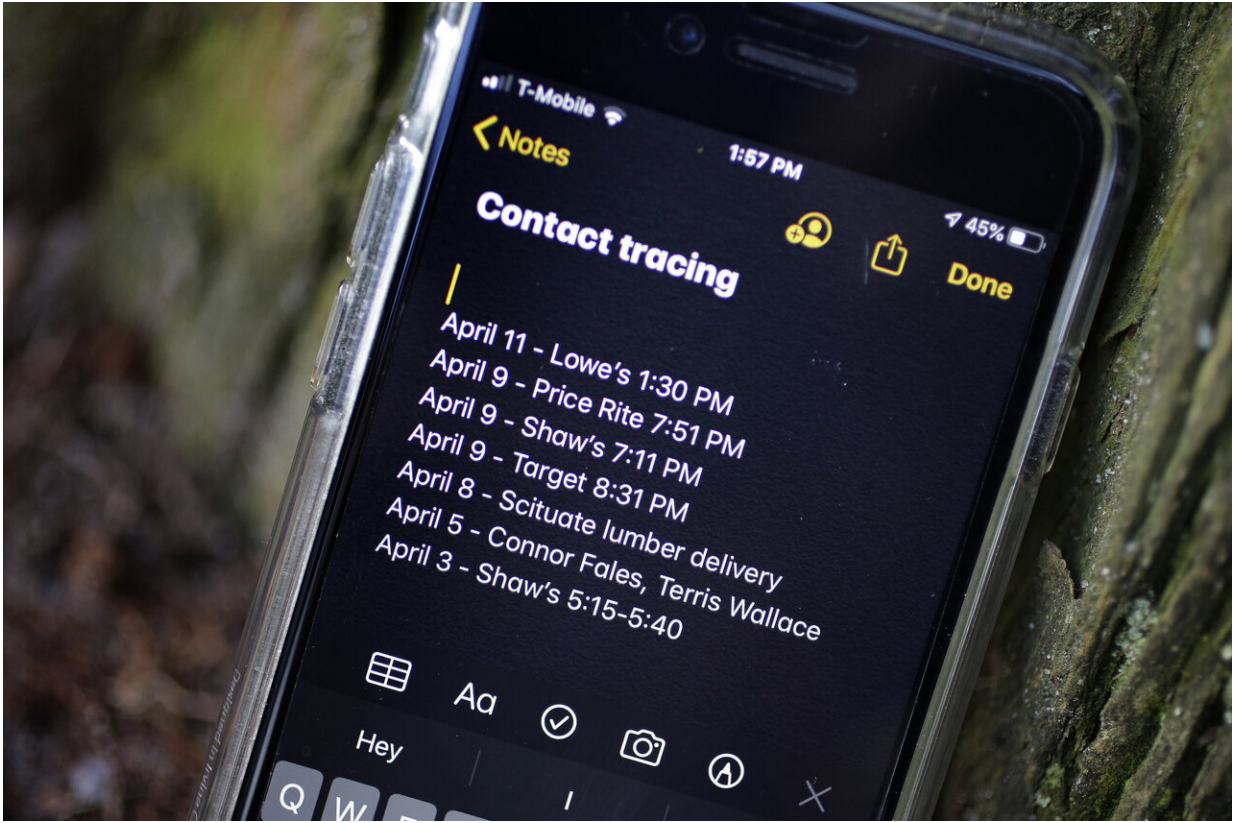 T-Mobile
1:57 PM
45%
Notes
Done
Contact tracing
April 11 - Lowe's 1:30 PM
April 9 - Price Rite 7:51 PM
April 9 - Shaw's 7:11 PM
April 9 - Target 8:31 PM
April 8 - Scituate lumber delivery
April 5 - Connor Fales, Terris Wallace
April 3 - Shaw's 5:15-5:40
Aa
Hey
I
Q W
Designed in